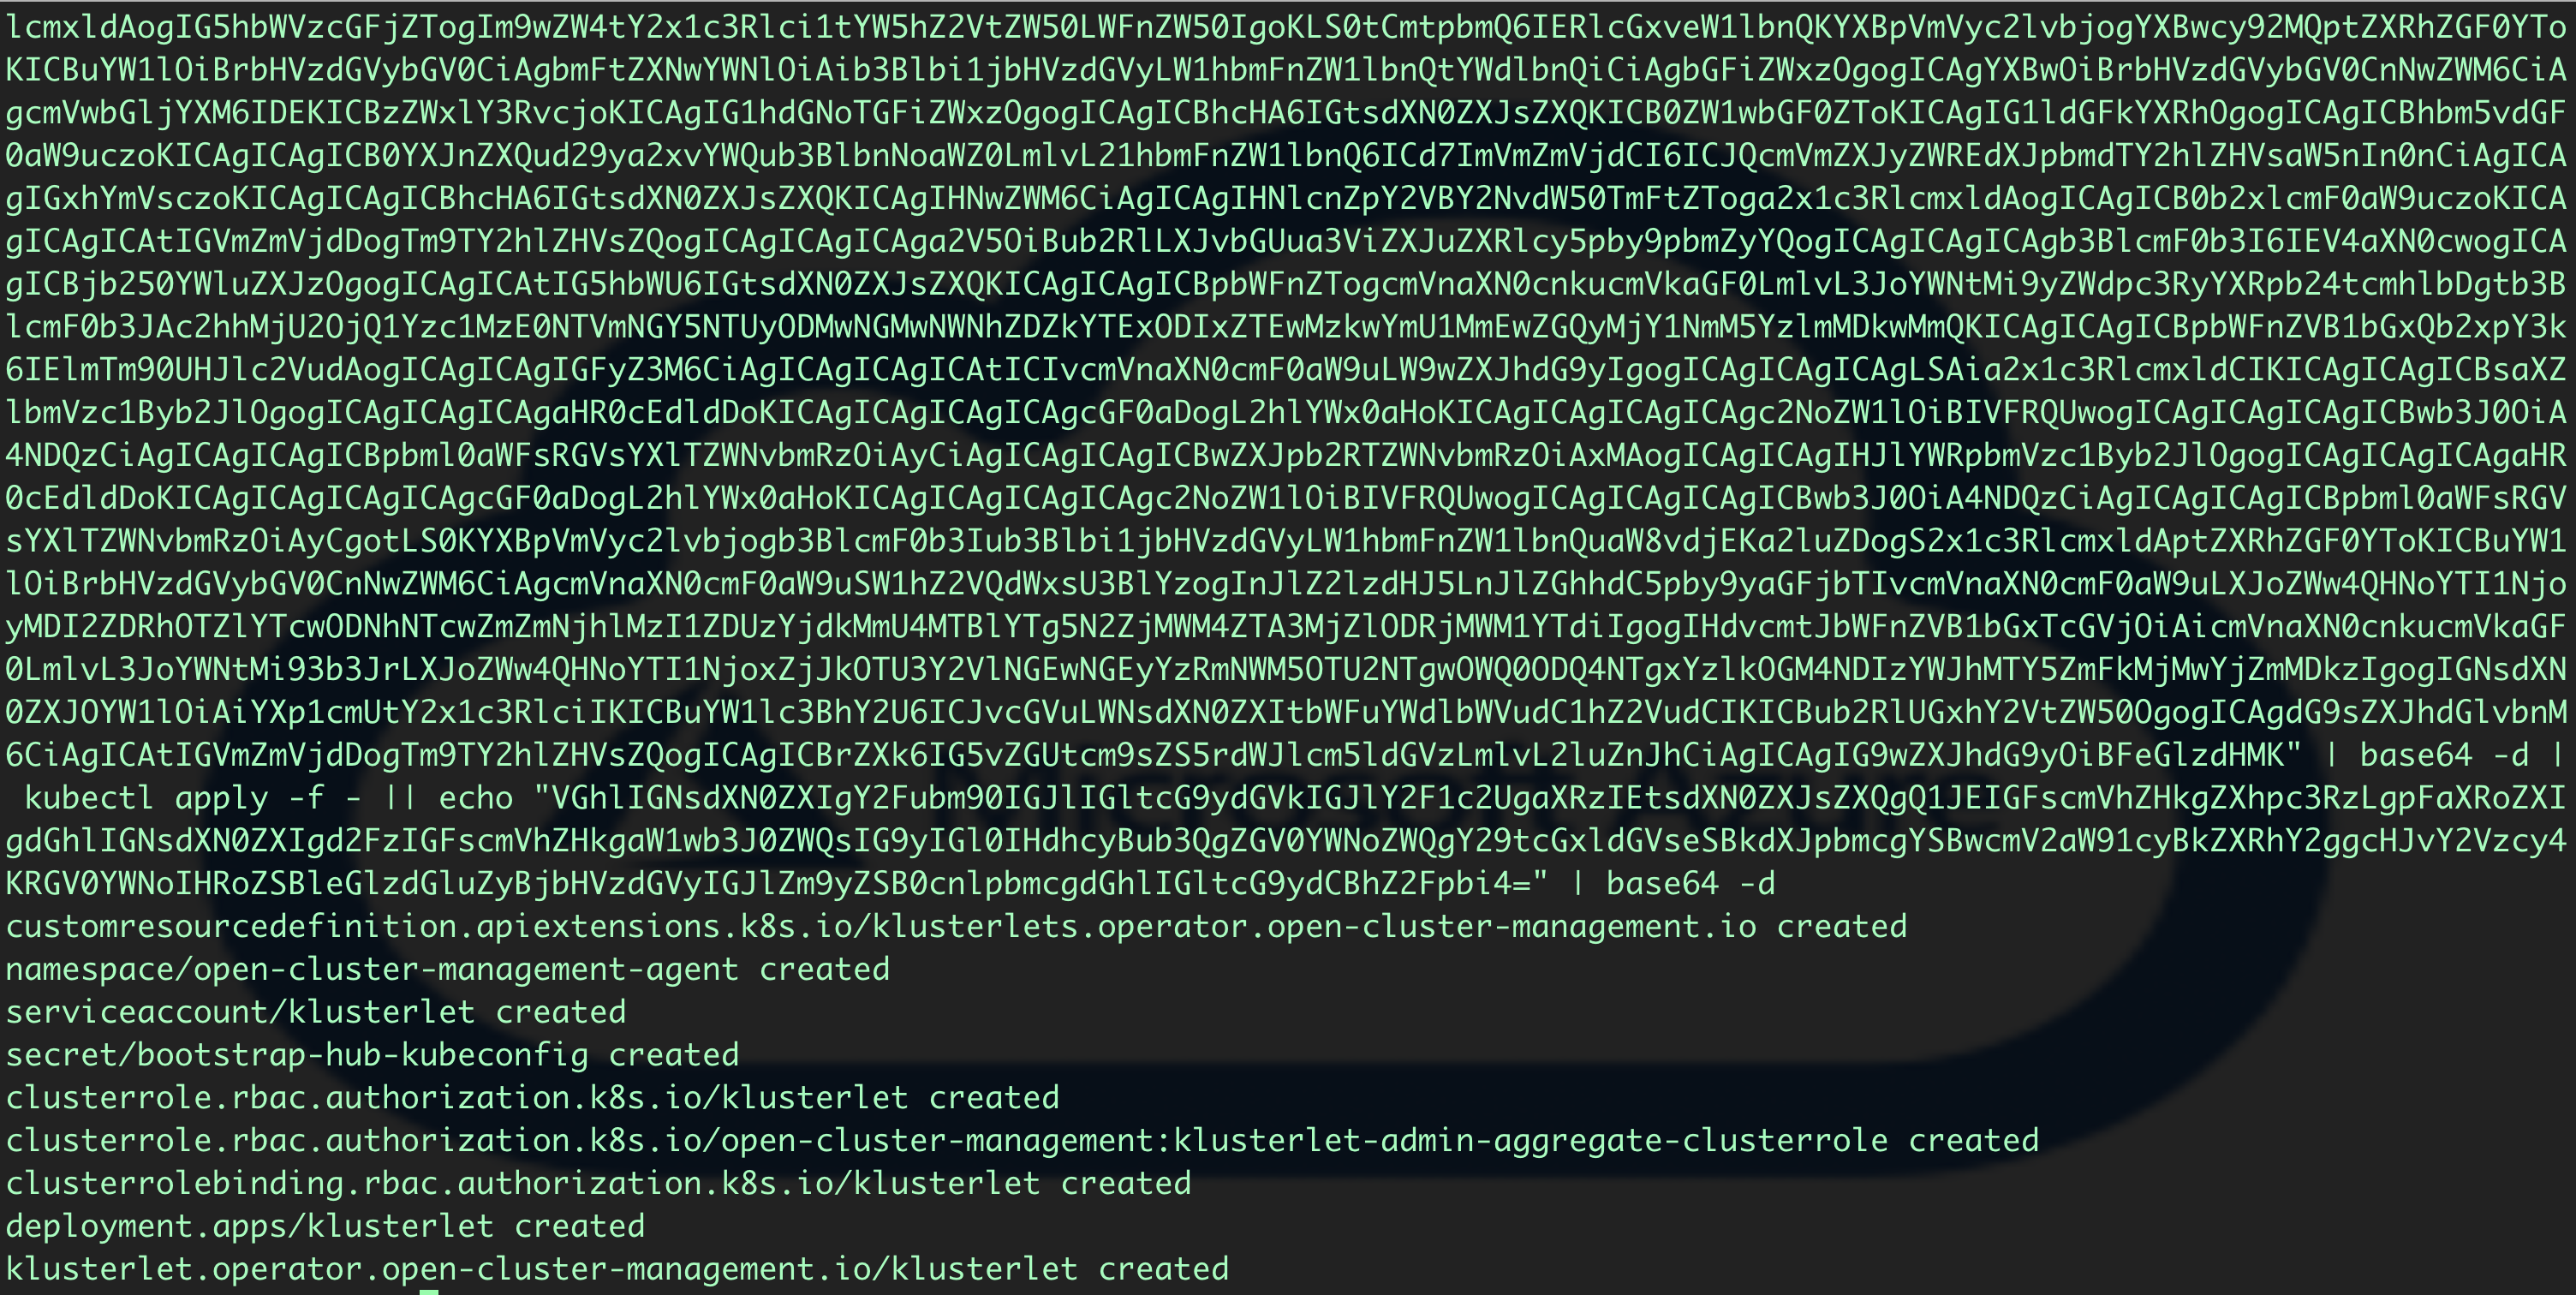 lcmxldAogIG5hbWVzcGFjZTogIm9wZW4tY2x1c3Rlci1tYW5hZ2VtZW50LWFnZW50IgoKLS0tCmtpbmQ6IERlcGxveW1lbnQKYXBpVmVyc2lvbjogYXBwcy92MQptZXRhZGF0YTo
KICBuYW1lOiBrbHVzdGVybGV0CiAgbmFtZXNwYWNlOiAib3Blbi1jbHVzdGVyLW1hbmFnZW1lbnQtYWdlbnQiCiAgbGFiZWxzOgogICAgYXBwOiBrbHVzdGVybGV0CnNwZWM6CiA
gcmVwbGljYXM6IDEKICBzZWxlY3RvcjoKICAgIG1hdGNoTGFiZWxzOgogICAgICBhcHA6IGtsdXN0ZXJsZXQKICB0ZW1wbGF0ZToKICAgIG1ldGFkYXRhOgogICAgICBhbm5vdGF
0aW9uczoKICAgICAgICB0YXJnZXQud29ya2xvYWQub3BlbnNoaWZ0LmlvL21hbmFnZW1lbnQ6ICd7ImVmZmVjdCI6ICJQcmVmZXJyZWREdXJpbmdTY2hlZHVsaW5nIn0nCiAgICA
gIGxhYmVsczoKICAgICAgICBhcHA6IGtsdXN0ZXJsZXQKICAgIHNwZWM6CiAgICAgIHNlcnZpY2VBY2NvdW50TmFtZToga2x1c3RlcmxldAogICAgICB0b2xlcmF0aW9uczoKICA
gICAgICAtIGVmZmVjdDogTm9TY2hlZHVsZQogICAgICAgICAga2V5OiBub2RlLXJvbGUua3ViZXJuZXRlcy5pby9pbmZyYQogICAgICAgICAgb3BlcmF0b3I6IEV4aXN0cwogICA
gICBjb250YWluZXJzOgogICAgICAtIG5hbWU6IGtsdXN0ZXJsZXQKICAgICAgICBpbWFnZTogcmVnaXN0cnkucmVkaGF0LmlvL3JoYWNtMi9yZWdpc3RyYXRpb24tcmhlbDgtb3B
lcmF0b3JAc2hhMjU2OjQ1Yzc1MzE0NTVmNGY5NTUyODMwNGMwNWNhZDZkYTExODIxZTEwMzkwYmU1MmEwZGQyMjY1NmM5YzlmMDkwMmQKICAgICAgICBpbWFnZVB1bGxQb2xpY3k
6IElmTm90UHJlc2VudAogICAgICAgIGFyZ3M6CiAgICAgICAgICAtICIvcmVnaXN0cmF0aW9uLW9wZXJhdG9yIgogICAgICAgICAgLSAia2x1c3RlcmxldCIKICAgICAgICBsaXZ
lbmVzc1Byb2JlOgogICAgICAgICAgaHR0cEdldDoKICAgICAgICAgICAgcGF0aDogL2hlYWx0aHoKICAgICAgICAgICAgc2NoZW1lOiBIVFRQUwogICAgICAgICAgICBwb3J0OiA
4NDQzCiAgICAgICAgICBpbml0aWFsRGVsYXlTZWNvbmRzOiAyCiAgICAgICAgICBwZXJpb2RTZWNvbmRzOiAxMAogICAgICAgIHJlYWRpbmVzc1Byb2JlOgogICAgICAgICAgaHR
0cEdldDoKICAgICAgICAgICAgcGF0aDogL2hlYWx0aHoKICAgICAgICAgICAgc2NoZW1lOiBIVFRQUwogICAgICAgICAgICBwb3J0OiA4NDQzCiAgICAgICAgICBpbml0aWFsRGV
sYXlTZWNvbmRzOiAyCgotLS0KYXBpVmVyc2lvbjogb3BlcmF0b3Iub3Blbi1jbHVzdGVyLW1hbmFnZW1lbnQuaW8vdjEKa2luZDogS2x1c3RlcmxldAptZXRhZGF0YToKICBuYW1
lOiBrbHVzdGVybGV0CnNwZWM6CiAgcmVnaXN0cmF0aW9uSW1hZ2VQdWxsU3BlYzogInJlZ2lzdHJ5LnJlZGhhdC5pby9yaGFjbTIvcmVnaXN0cmF0aW9uLXJoZWw4QHNoYTI1Njo
yMDI2ZDRhOTZlYTcwODNhNTcwZmZmNjhlMzI1ZDUzYjdkMmU4MTBlYTg5N2ZjMWM4ZTA3MjZlODRjMWM1YTdiIgogIHdvcmtJbWFnZVB1bGxTcGVjOiAicmVnaXN0cnkucmVkaGF
0LmlvL3JoYWNtMi93b3JrLXJoZWw4QHNoYTI1NjoxZjJkOTU3Y2VlNGEwNGEyYzRmNWM5OTU2NTgwOWQ0ODQ4NTgxYzlkOGM4NDIzYWJhMTY5ZmFkMjMwYjZmMDkzIgogIGNsdXN
0ZXJOYW1lOiAiYXp1cmUtY2x1c3RlciIKICBuYW1lc3BhY2U6ICJvcGVuLWNsdXN0ZXItbWFuYWdlbWVudC1hZ2VudCIKICBub2RlUGxhY2VtZW50OgogICAgdG9sZXJhdGlvbnM
6CiAgICAtIGVmZmVjdDogTm9TY2hlZHVsZQogICAgICBrZXk6IG5vZGUtcm9sZS5rdWJlcm5ldGVzLmlvL2luZnJhCiAgICAgIG9wZXJhdG9yOiBFeGlzdHMK" | base64 -d |
kubectl apply -f - || echo "VGhlIGNsdXN0ZXIgY2Fubm90IGJlIGltcG9ydGVkIGJlY2F1c2UgaXRzIEtsdXN0ZXJsZXQgQ1JEIGFscmVhZHkgZXhpc3RzLgpFaXRoZXI
gdGhlIGNsdXN0ZXIgd2FzIGFscmVhZHkgaW1wb3J0ZWQsIG9yIGl0IHdhcyBub3QgZGV0YWNoZWQgY29tcGxldGVseSBkdXJpbmcgYSBwcmV2aW91cyBkZXRhY2ggcHJvY2Vzcy4
KRGV0YWNoIHRoZSBleGlzdGluZyBjbHVzdGVyIGJlZm9yZSB0cnlpbmcgdGhlIGltcG9ydCBhZ2Fpbi4=" | base64 -d
customresourcedefinition.apiextensions.k8s.io/klusterlets.operator.open-cluster-management.io created
namespace/open-cluster-management-agent created
serviceaccount/klusterlet created
secret/bootstrap-hub-kubeconfig created
clusterrole.rbac.authorization.k8s.io/klusterlet created
clusterrole.rbac.authorization.k8s.io/open-cluster-management:klusterlet-admin-aggregate-clusterrole created
clusterrolebinding.rbac.authorization.k8s.io/klusterlet created
deployment.apps/klusterlet created
klusterlet.operator.open-cluster-management.io/klusterlet created
Microsoft Azure